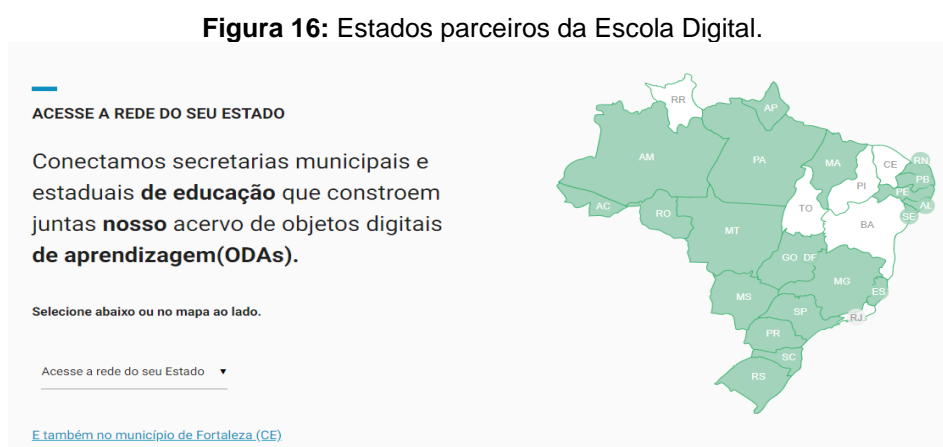 Figura 16: Estados parceiros da Escola Digital.
ACESSE A REDE DO SEU ESTADO
Conectamos secretarias municipais e
estaduais de educação que constroem
juntas nosso acervo de objetos digitais
de aprendizagem(ODAs).
Selecione abaixo ou no mapa ao lado.
Acesse a rede do seu Estado
E também no município de Fortaleza (CE)
RR
AP
AM
PA
MA
CE
RN
PB
PI
PE
AL
AC
RO
TO
SE
BA
MT
GO DF
MG
MS
ES
SP
RJ
PR
SC
RS